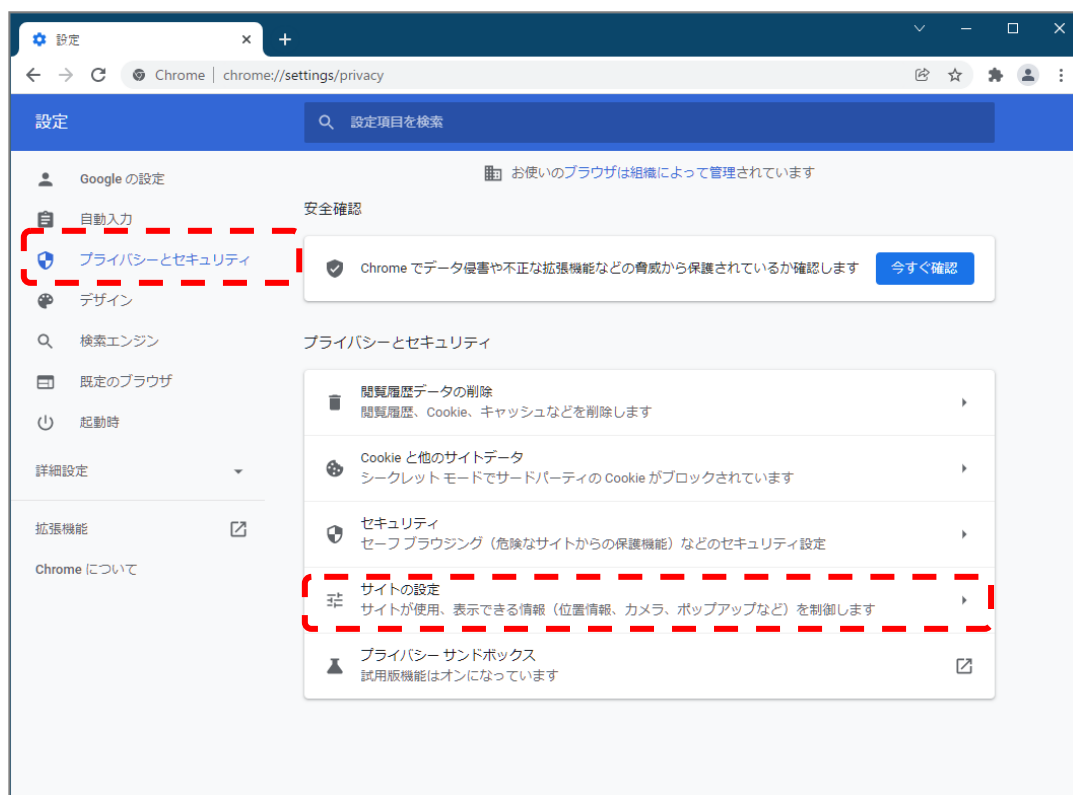 設定
Chrome chrome://settings/privacy
設定
設定項目を検索
お使いのブラウザは組織によって管理されています
Google の設定
自動入力
プライバシーとセキュリティ
デザイン
検索エンジン
既定のブラウザ
起動時
詳細設定
拡張機能
Chrome について
安全確認
Chrome でデータ侵害や不正な拡張機能などの脅威から保護されているか確認します
今すぐ確認
プライバシーとセキュリティ
閲覧履歴データの削除
閲覧履歴、Cookie、キャッシュなどを削除します
Cookie と他のサイトデータ
シークレット モードでサードパーティの Cookie がブロックされています
セキュリティ
セーフ ブラウジング（危険なサイトからの保護機能）などのセキュリティ設定
サイトの設定
サイトが使用、表示できる情報（位置情報、カメラ、ポップアップなど）を制御します
プライバシー サンドボックス
試用版機能はオンになっています